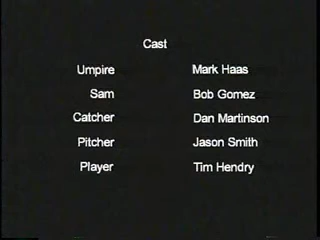 Cast
Umpire Mark Haas
Sam Bob Gomez
Catcher Dan Martinson
Pitcher Jason Smith
Player Tim Hendry